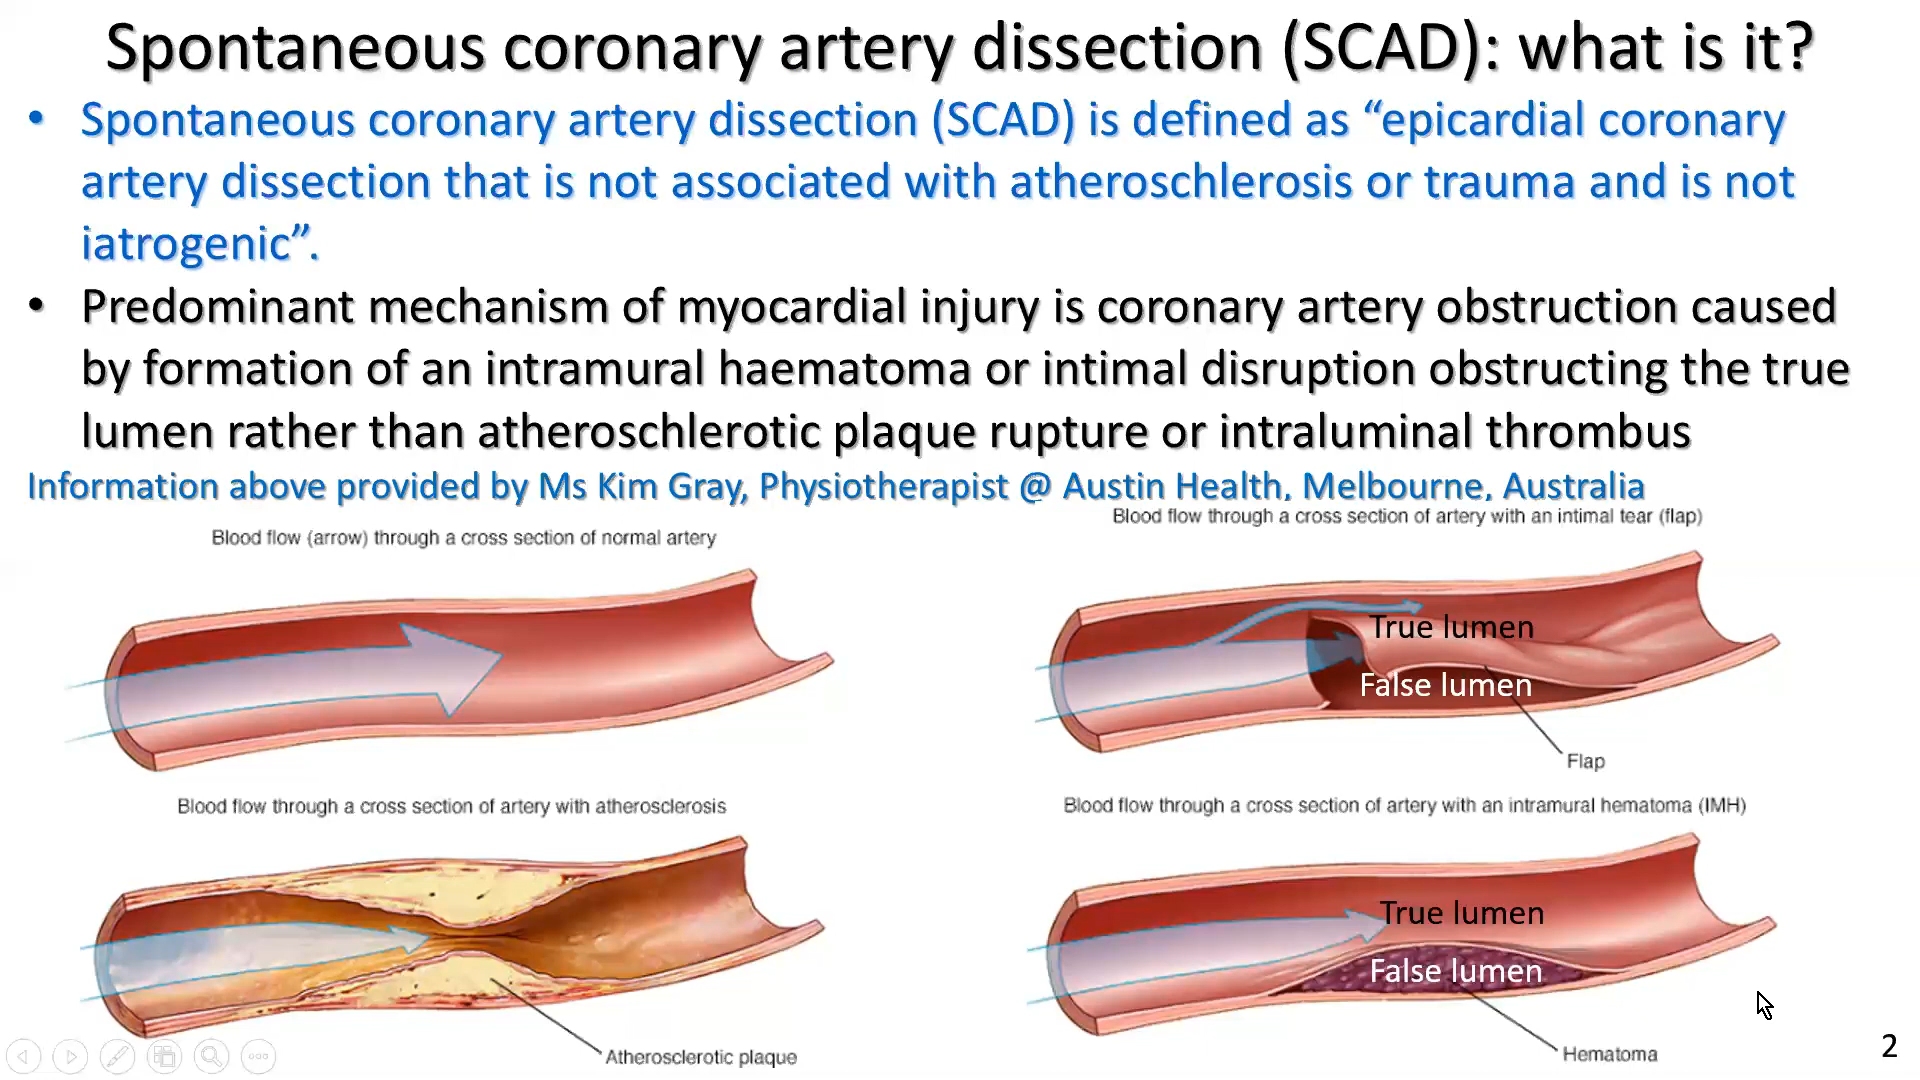 Spontaneous coronary artery dissection (SCAD): what is it?
• Spontaneous coronary artery dissection (SCAD) is defined as “epicardial coronary
artery dissection that is not associated with atheroschlerosis or trauma and is not
iatrogenic”.
• Predominant mechanism of myocardial injury is coronary artery obstruction caused
by formation of an intramural haematoma or intimal disruption obstructing the true
lumen rather than atheroschlerotic plaque rupture or intraluminal thrombus
Information above provided by Ms Kim Gray, Physiotherapist @ Austin Health, Melbourne, Australia
Blood flow (arrow) through a cross section of normal artery
Blood flow through a cross section of artery with an intimal tear (flap)
True lumen
False lumen
Flap
Blood flow through a cross section of artery with atherosclerosis
Blood flow through a cross section of artery with an intramural hematoma (IMH)
True lumen
False lumen
Atherosclerotic plaque
Hematoma
2